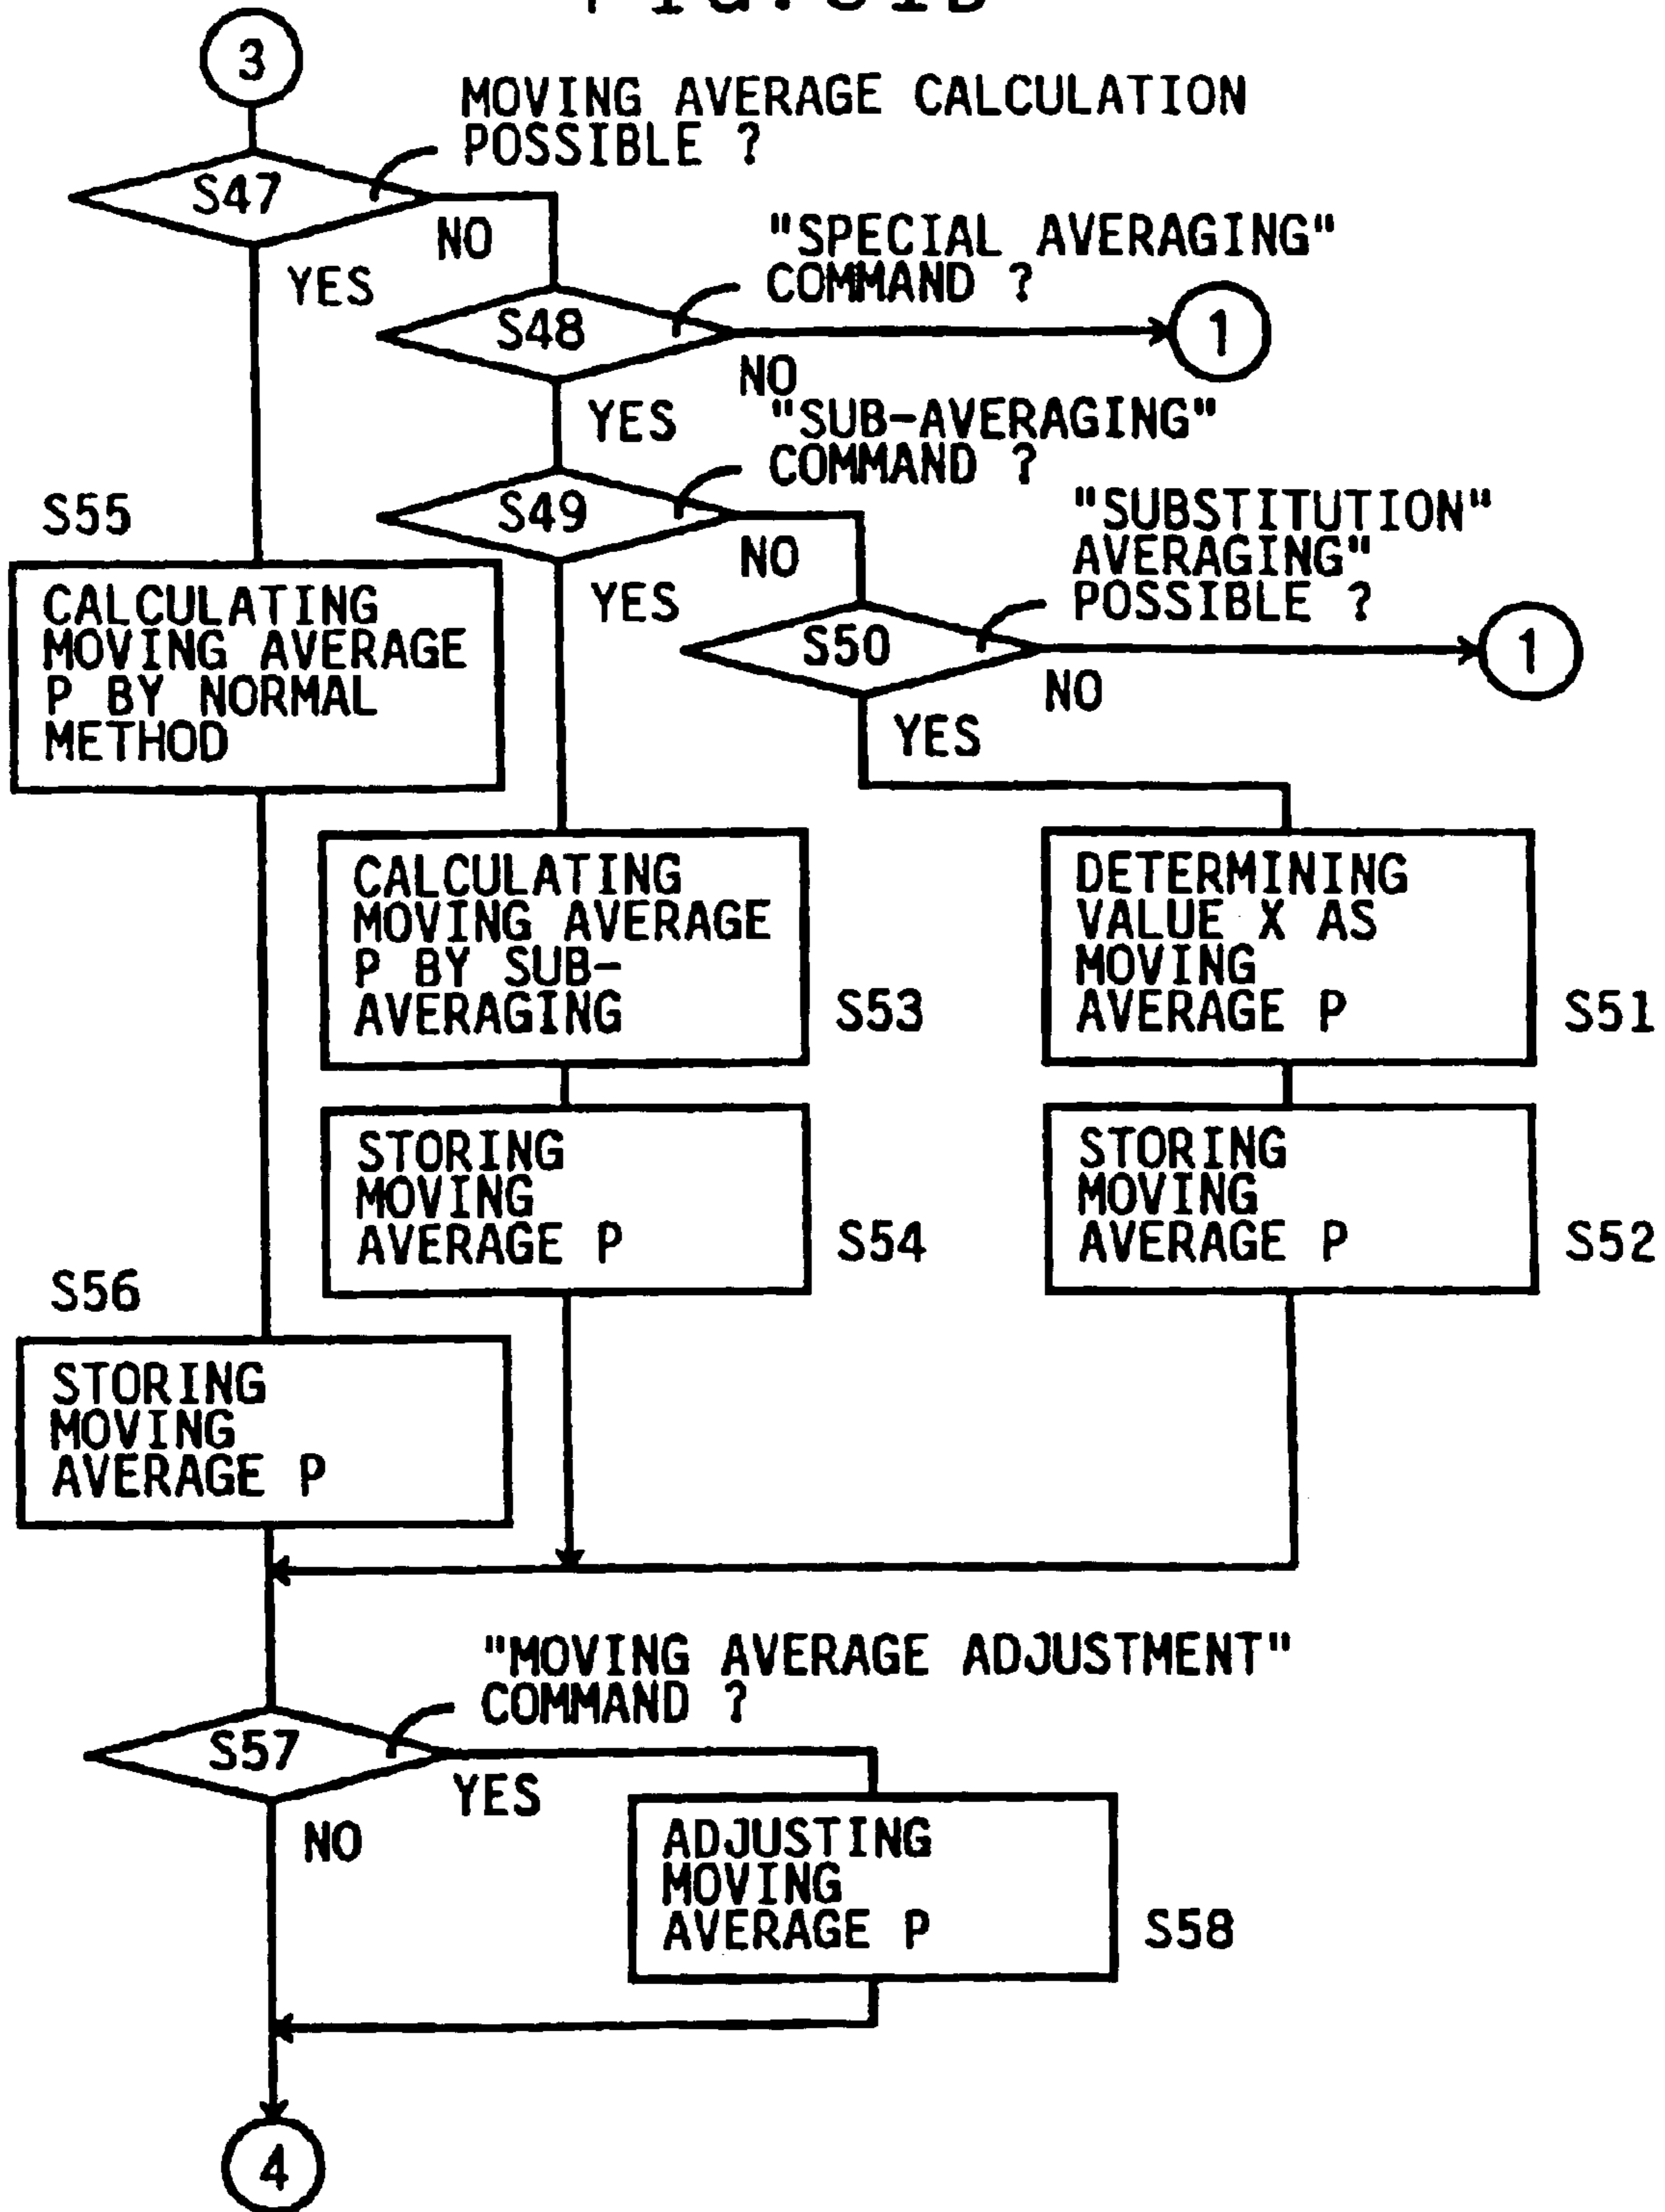 3
MOVING AVERAGE CALCULATION
POSSIBLE ?
S47
NO
YES
"SPECIAL AVERAGING"
COMMAND ?
S48
1
NO
YES
"SUB-AVERAGING"
COMMAND ?
S49
NO
YES
"SUBSTITUTION"
AVERAGING"
POSSIBLE ?
S50
1
NO
YES
S55
CALCULATING
MOVING AVERAGE
P BY NORMAL
METHOD
CALCULATING
MOVING AVERAGE
P BY SUB-
AVERAGING
S53
DETERMINING
VALUE X AS
MOVING
AVERAGE P
S51
STORING
MOVING
AVERAGE P
S54
STORING
MOVING
AVERAGE P
S52
S56
STORING
MOVING
AVERAGE P
"MOVING AVERAGE ADJUSTMENT"
COMMAND ?
S57
YES
NO
ADJUSTING
MOVING
AVERAGE P
S58
4